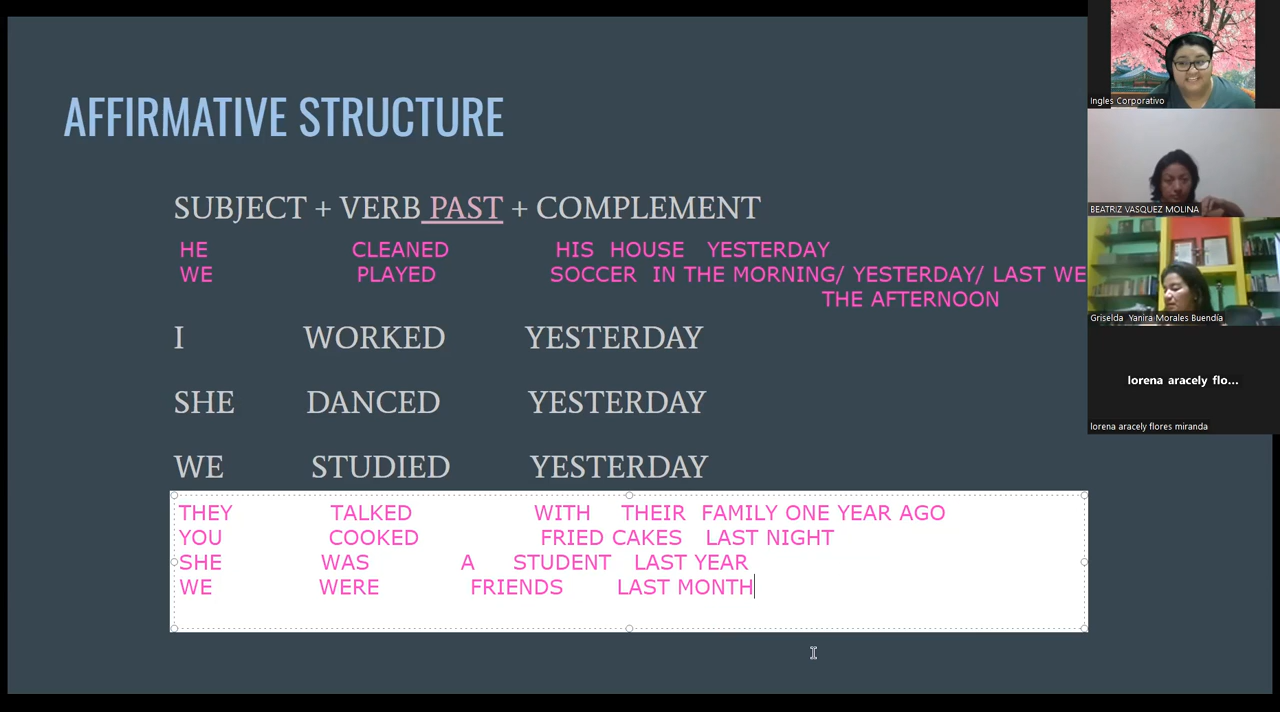 AFFIRMATIVE STRUCTURE
SUBJECT + VERB PAST + COMPLEMENT
HE CLEANED HIS HOUSE YESTERDAY
WE PLAYED SOCCER IN THE MORNING/ YESTERDAY/ LAST WE
THE AFTERNOON
I WORKED YESTERDAY
SHE DANCED YESTERDAY
WE STUDIED YESTERDAY
THEY TALKED WITH THEIR FAMILY ONE YEAR AGO
YOU COOKED FRIED CAKES LAST NIGHT
SHE WAS A STUDENT LAST YEAR
WE WERE FRIENDS LAST MONTH
Ingles Corporativo
BEATRIZ VASQUEZ MOLINA
Griselda Yanira Morales Buendía
lorena aracely flo...
lorena aracely flores miranda